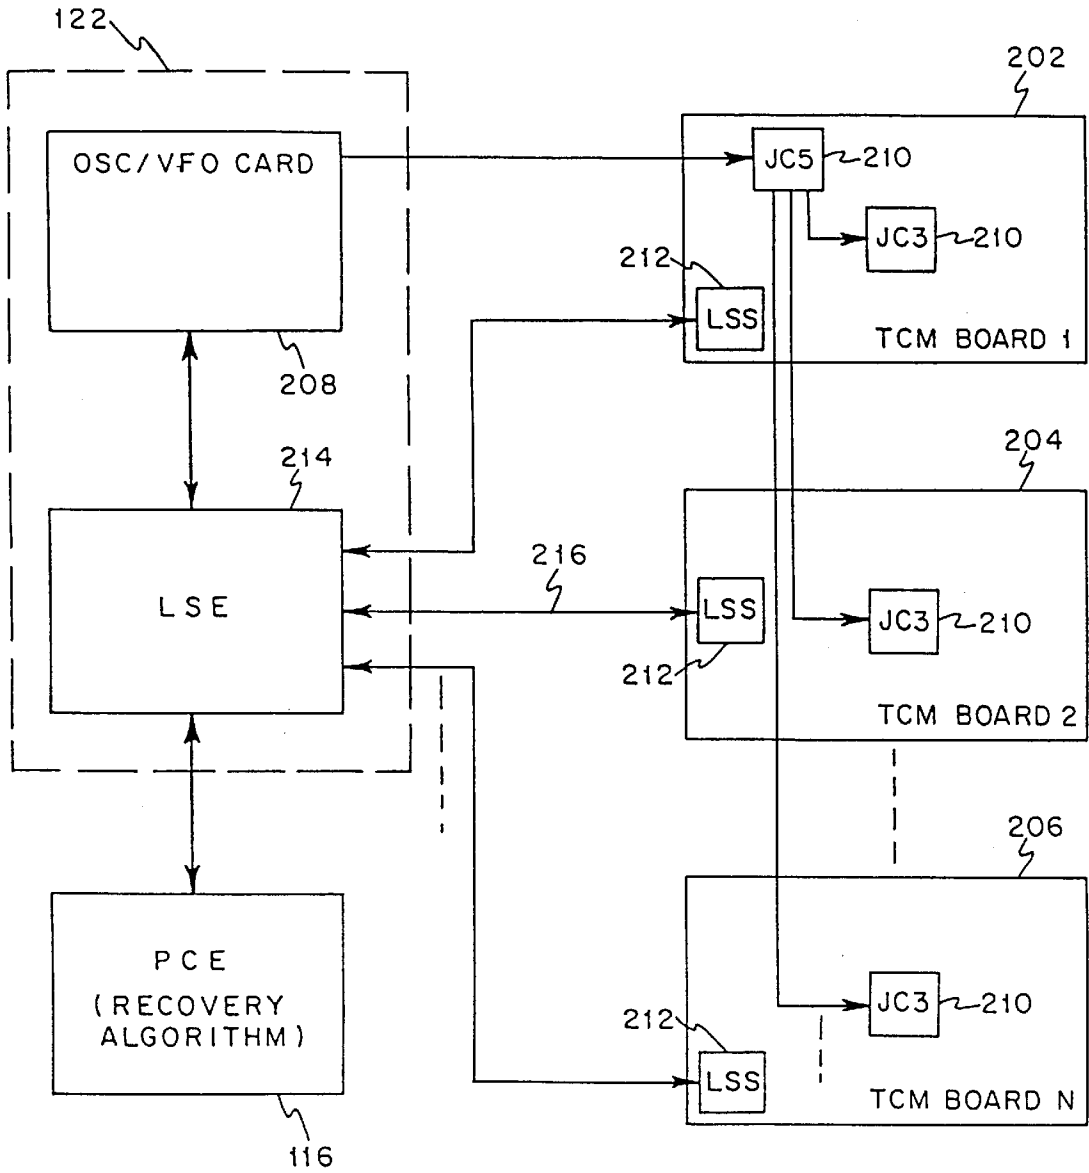 122
OSC/VFO CARD
208
214
LSE
216
PCE
(RECOVERY
ALGORITHM)
116
202
JC5
210
JC3
210
212
LSS
TCM BOARD 1
204
LSS
212
JC3
210
TCM BOARD 2
206
JC3
210
212
LSS
TCM BOARD N